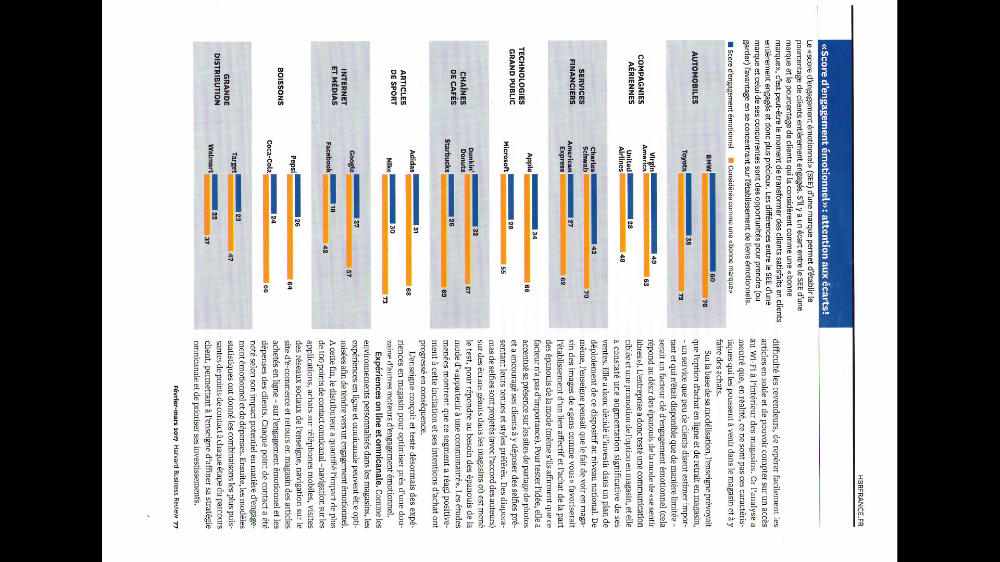 HBRFRANCE.FR
«Score d'engagement émotionnel» : attention aux écarts!
Le «score d'engagement émotionnel» (SEE) d'une marque permet d'établir le
pourcentage de clients entièrement engagés. S'il y a un écart entre le SEE d'une
marque et le pourcentage de clients qui la considèrent comme une «bonne
marque», c'est peut-être le moment de transformer des clients satisfaits en clients
entièrement engagés et donc plus précieux. Les différences entre le SEE d'une
marque et celui de ses concurrentes sont des opportunités pour prendre (ou
garder) l'avantage en se concentrant sur l'établissement de liens émotionnels.
Score d'engagement émotionnel Considérée comme une «bonne marque»
AUTOMOBILES
BMW 60
76
Toyota 38
72
COMPAGNIES
AÉRIENNES
Virgin
America 49
63
United
Airlines 28
48
SERVICES
FINANCIERS
Charles
Schwab 43
70
American
Express 27
62
TECHNOLOGIES
GRAND PUBLIC
Apple 34
66
Microsoft 28
55
CHAÎNES
DE CAFÉS
Dunkin'
Donuts 32
67
Starbucks 26
69
ARTICLES
DE SPORT
Adidas 31
68
Nike 30
73
INTERNET
ET MÉDIAS
Google 27
57
Facebook 18
42
BOISSONS
Pepsi 26
64
Coca-Cola 24
66
GRANDE
DISTRIBUTION
Target 23
47
Walmart 22
37
difficulté les revendeurs, de repérer facilement les
articles en solde et de pouvoir compter sur un accès
au Wi-Fi à l'intérieur des magasins. Or l'analyse a
montré que, en réalité, ce ne sont pas ces caractéris-
tiques qui les poussent à venir dans le magasin et à y
faire des achats.
Sur la base de sa modélisation, l'enseigne prévoyait
que l'option d'achat en ligne et de retrait en magasin,
– un service que peu de clients disent estimer impor-
tant et qui n'était disponible que de manière limitée –
serait un facteur clé d'engagement émotionnel (cela
répond au désir des épanouis de la mode de «se sentir
libres»). L'entreprise a donc testé une communication
ciblée et une promotion de l'option en magasin, et elle
a constaté une augmentation significative de ses
ventes. Elle a donc décidé d'investir dans un plan de
déploiement de ce dispositif au niveau national. De
même, l'enseigne pensait que le fait de voir en maga-
sin des images de «gens comme vous» favoriserait
l'établissement d'un lien affectif et l'achat de la part
des épanouis de la mode (même s'ils affirment que ce
facteur n'a pas d'importance). Pour tester l'idée, elle a
accentué sa présence sur les sites de partage de photos
et a encouragé ses clients à y déposer des selfies pré-
sentant leurs tenues et styles préférés. Des diapora-
mas de selfies sont projetés (avec l'accord des auteurs)
sur des écrans géants dans les magasins où est mené
le test, pour répondre au besoin des épanouis de la
mode d'«appartenir à une communauté». Les études
menées montrent que ce segment a réagi positive-
ment à cette incitation et ses intentions d'achat ont
progressé en conséquence.
L'enseigne conçoit et teste désormais des expé-
riences en magasin pour optimiser près d'une dou-
zaine d'autres moteurs d'engagement émotionnel.
Expériences on line et omnicanale. Comme les
environnements personnalisés dans les magasins, les
expériences en ligne et omnicanale peuvent être opti-
misées afin de tendre vers un engagement émotionnel.
A cette fin, le distributeur a quantifié l'impact de plus
de 100 points de contact omnicanal – navigation sur les
applications, achats sur téléphones mobiles, visites
des réseaux sociaux de l'enseigne, navigation sur le
site d'e-commerce et retours en magasin des articles
achetés en ligne – sur l'engagement émotionnel et les
dépenses des clients. Chaque point de contact a été
noté selon son impact potentiel en matière d'engage-
ment émotionnel et de dépenses. Ensuite, les modèles
statistiques ont donné les combinaisons les plus puis-
santes de points de contact à chaque étape du parcours
client, permettant à l'enseigne d'affiner sa stratégie
omnicanale et de prioriser ses investissements.
Février-mars 2017 Harvard Business Review 77